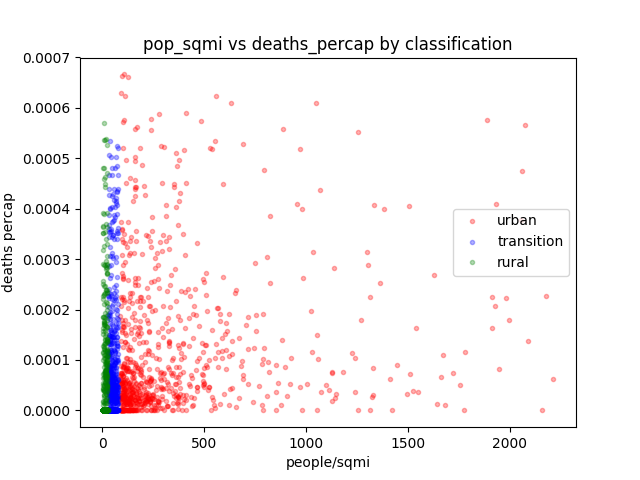 pop_sqmi vs deaths_percap by classification
0.0007
0.0006
0.0005
0.0004
0.0003
0.0002
0.0001
0.0000
deaths percap
urban
transition
rural
0
500
1000
1500
2000
people/sqmi